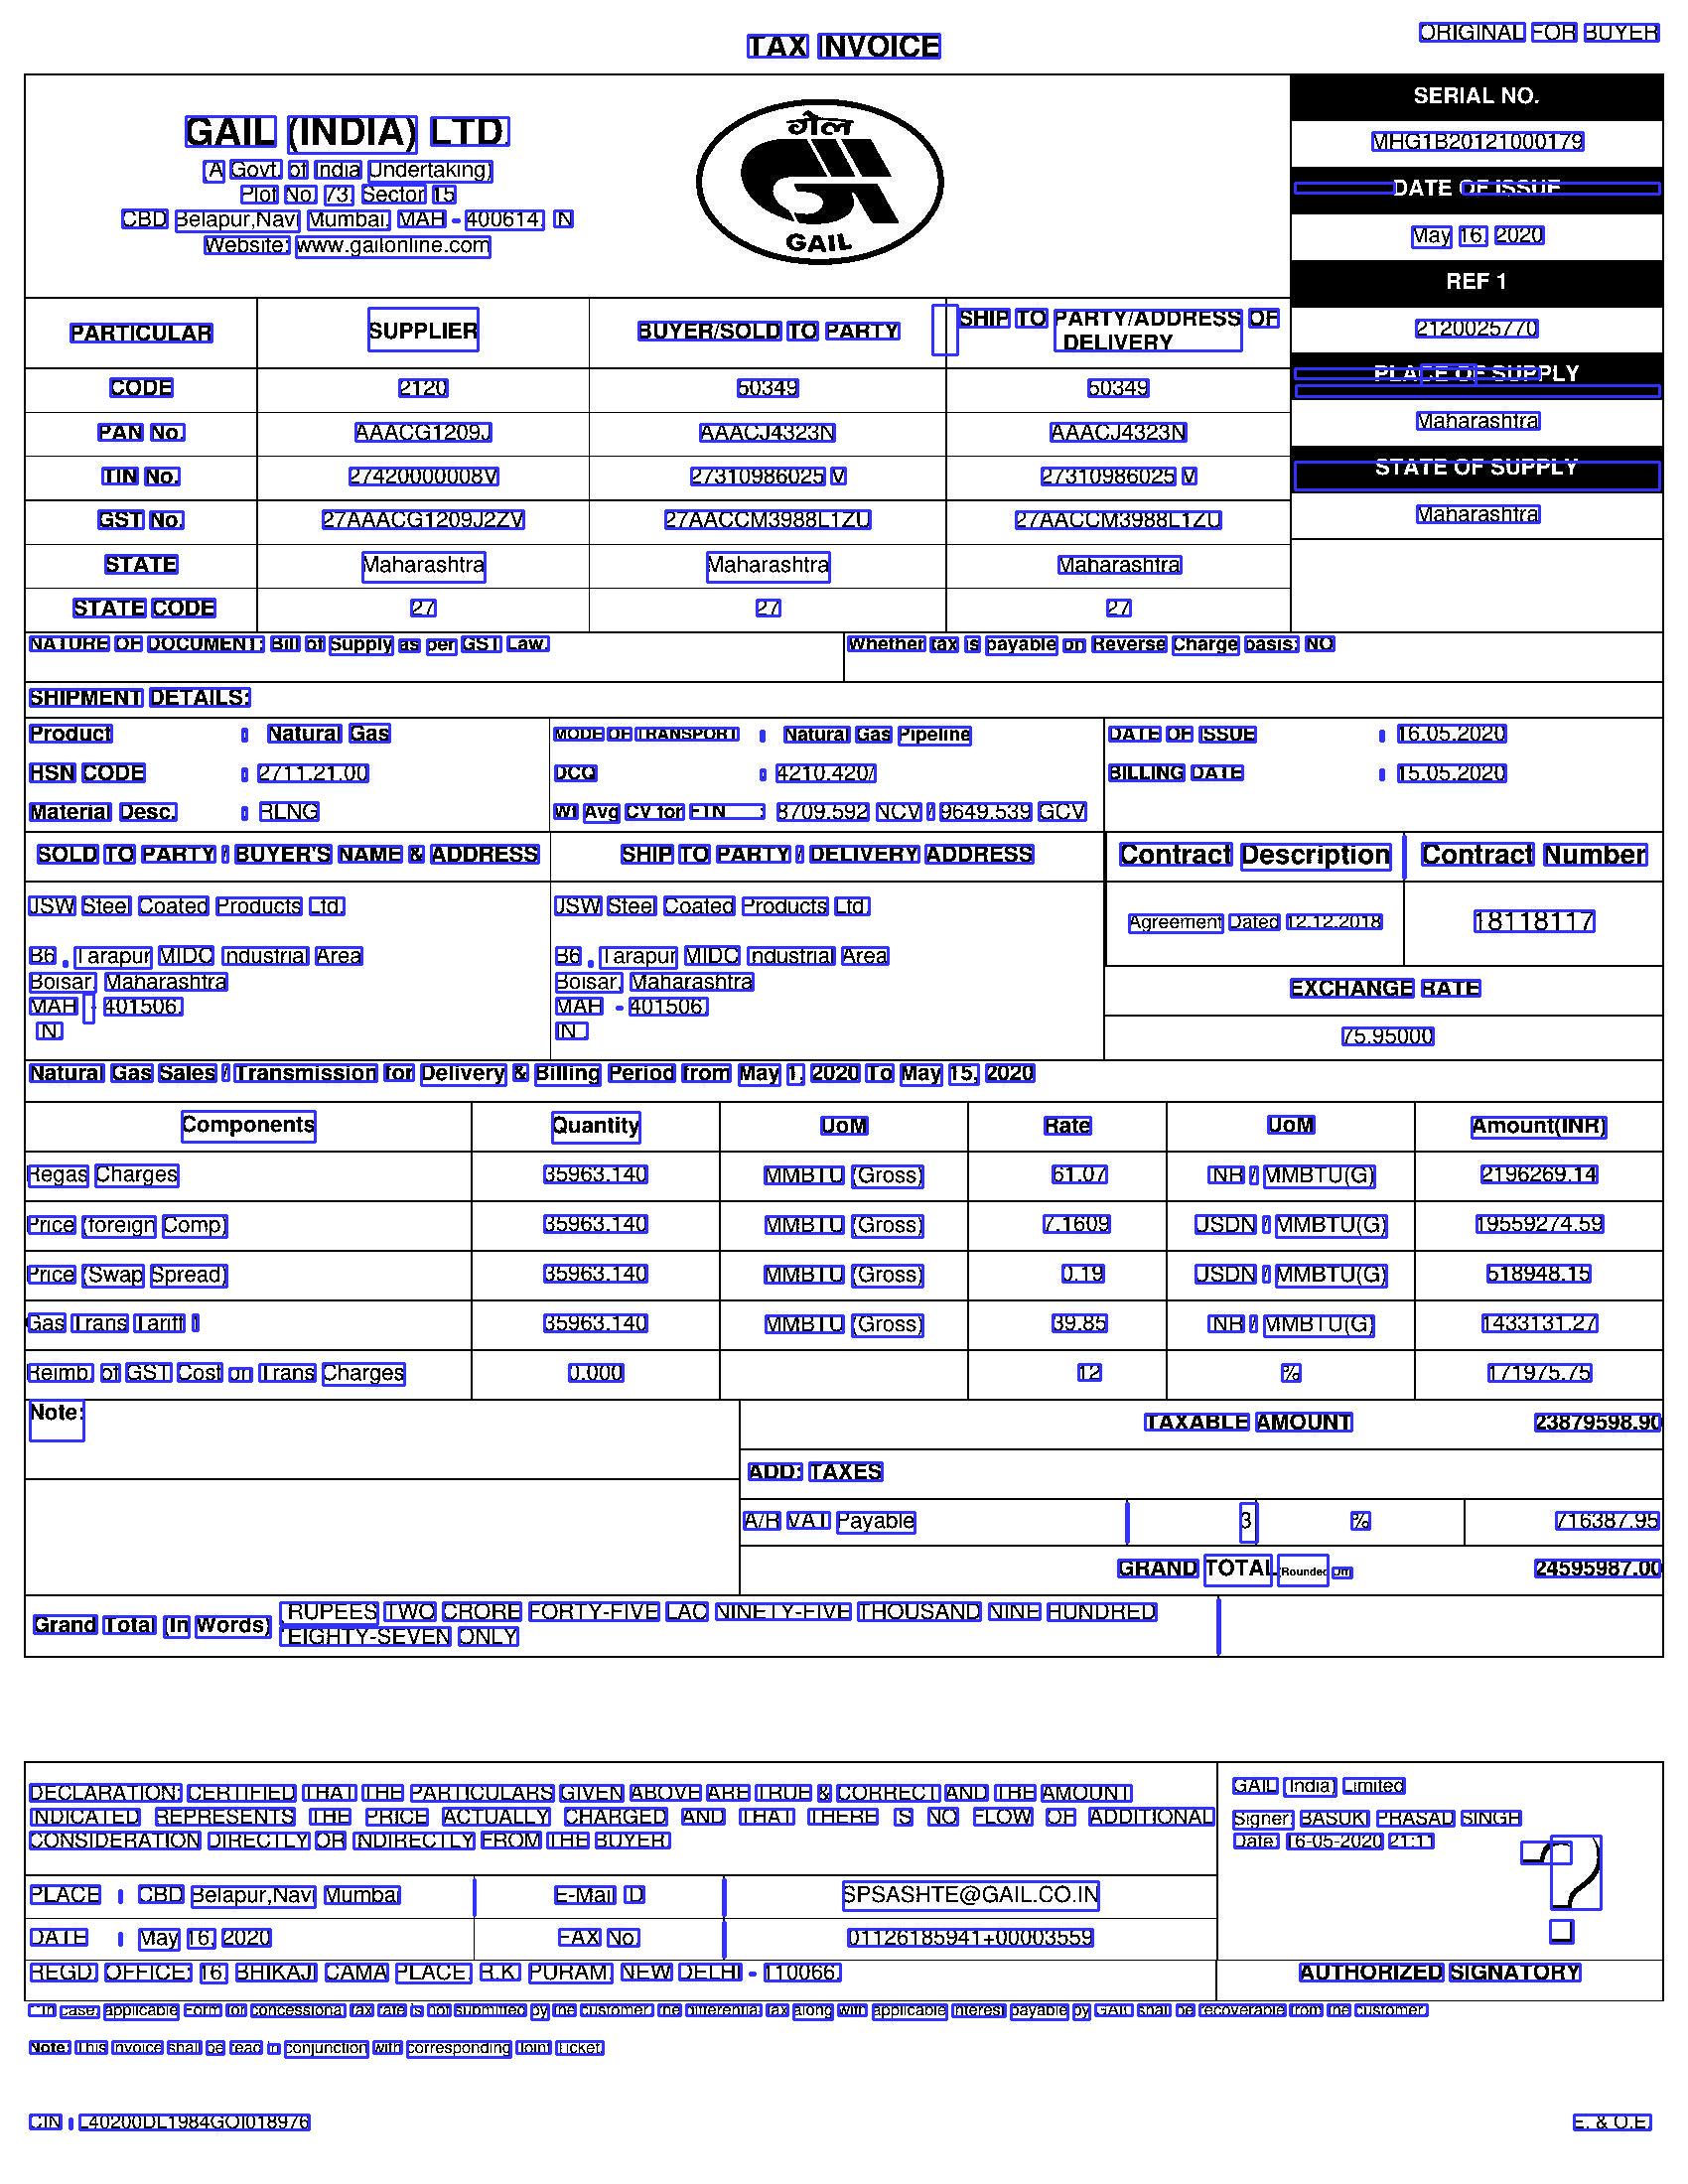 ORIGINAL FOR BUYER
TAX INVOICE
SERIAL NO.
GAIL (INDIA) LTD.
गेल
GAIL
MHG1B20121000179
(A Govt. of India Undertaking)
Plot No. 73, Sector 15
DATE OF ISSUE
CBD Belapur,Navi Mumbai, MAH - 400614, IN
Website: www.gailonline.com
May 16, 2020
REF 1
PARTICULAR SUPPLIER BUYER/SOLD TO PARTY SHIP TO PARTY/ADDRESS OF DELIVERY
2120025770
CODE 2120 50349 50349
PLACE OF SUPPLY
PAN No. AAACG1209J AAACJ4323N AAACJ4323N
Maharashtra
TIN No. 27420000008V 27310986025 V 27310986025 V
STATE OF SUPPLY
GST No. 27AAACG1209J2ZV 27AACCM3988L1ZU 27AACCM3988L1ZU
Maharashtra
STATE Maharashtra Maharashtra Maharashtra
STATE CODE 27 27 27
NATURE OF DOCUMENT: Bill of Supply as per GST Law. Whether tax is payable on Reverse Charge basis: NO
SHIPMENT DETAILS:
Product : Natural Gas MODE OF TRANSPORT : Natural Gas Pipeline DATE OF ISSUE : 16.05.2020
HSN CODE : 2711.21.00 DCQ : 4210.420/ BILLING DATE : 15.05.2020
Material Desc. : RLNG Wt Avg CV for FTN : 8709.592 NCV / 9649.539 GCV
SOLD TO PARTY / BUYER'S NAME & ADDRESS SHIP TO PARTY / DELIVERY ADDRESS Contract Description Contract Number
JSW Steel Coated Products Ltd. JSW Steel Coated Products Ltd. Agreement Dated 12.12.2018 18118117
B6 , Tarapur MIDC Industrial Area B6 , Tarapur MIDC Industrial Area
Boisar, Maharashtra Boisar, Maharashtra
EXCHANGE RATE
MAH - 401506. MAH - 401506.
IN. IN .
75.95000
Natural Gas Sales / Transmission for Delivery & Billing Period from May 1, 2020 To May 15, 2020
Components Quantity UoM Rate UoM Amount(INR)
Regas Charges 35963.140 MMBTU (Gross) 61.07 INR / MMBTU(G) 2196269.14
Price (foreign Comp) 35963.140 MMBTU (Gross) 7.1609 USDN / MMBTU(G) 19559274.59
Price (Swap Spread) 35963.140 MMBTU (Gross) 0.19 USDN / MMBTU(G) 518948.15
Gas Trans Tariff 1 35963.140 MMBTU (Gross) 39.85 INR / MMBTU(G) 1433131.27
Reimb. of GST Cost on Trans Charges 0.000 12 % 171975.75
Note: TAXABLE AMOUNT 23879598.90
ADD: TAXES
A/R VAT Payable 3 % 716387.95
GRAND TOTAL (Rounded Off) 24595987.00
Grand Total (In Words) RUPEES TWO CRORE FORTY-FIVE LAC NINETY-FIVE THOUSAND NINE HUNDRED
EIGHTY-SEVEN ONLY
DECLARATION: CERTIFIED THAT THE PARTICULARS GIVEN ABOVE ARE TRUE & CORRECT AND THE AMOUNT
INDICATED REPRESENTS THE PRICE ACTUALLY CHARGED AND THAT THERE IS NO FLOW OF ADDITIONAL
CONSIDERATION DIRECTLY OR INDIRECTLY FROM THE BUYER
GAIL (India) Limited
Signer: BASUKI PRASAD SINGH
Date: 16-05-2020 21:11
?
PLACE : CBD Belapur,Navi Mumbai E-Mail ID SPSASHTE@GAIL.CO.IN
DATE : May 16, 2020 FAX No. 01126185941+00003559
REGD. OFFICE: 16, BHIKAJI CAMA PLACE, R.K. PURAM, NEW DELHI - 110066. AUTHORIZED SIGNATORY
* In case, applicable Form for concessional tax rate is not submitted by the customer, the differential tax along with applicable interest payable by GAIL shall be recoverable from the customer.
Note: This invoice shall be read in conjunction with corresponding Joint Ticket.
CIN : L40200DL1984GOI018976 E. & O.E.